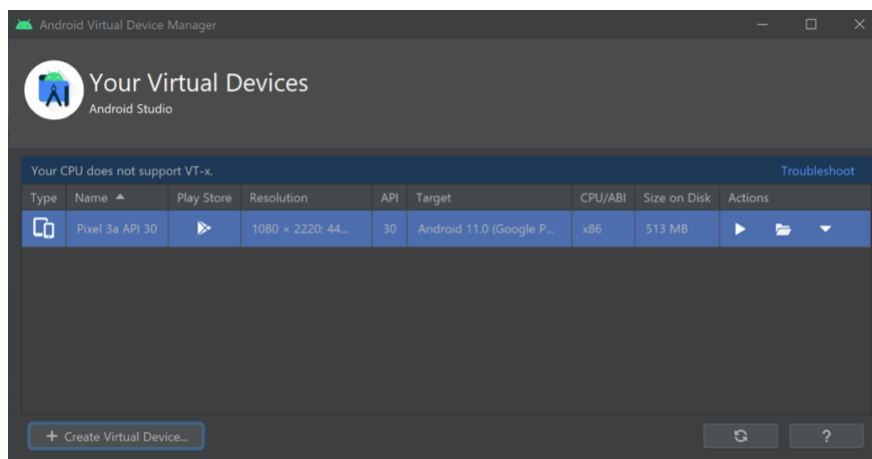 Android Virtual Device Manager
Your Virtual Devices
Android Studio
Your CPU does not support VT-x. Troubleshoot
Type Name Play Store Resolution API Target CPU/ABI Size on Disk Actions
Pixel 3a API 30 1080 × 2220: 44... 30 Android 11.0 (Google P... x86 513 MB
+ Create Virtual Device... ?